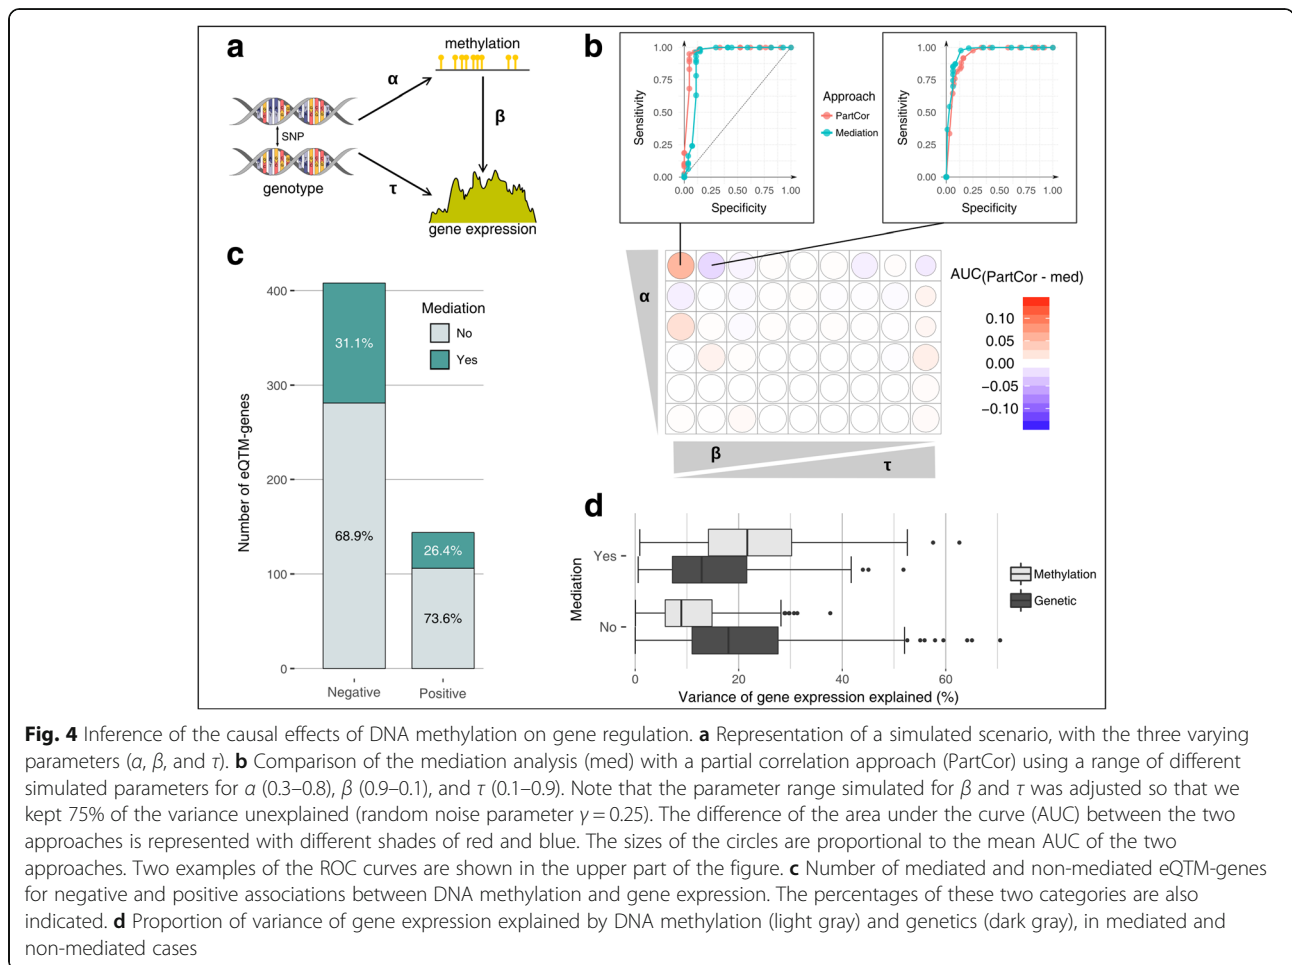 a
methylation
α
SNP
β
genotype
τ
gene expression
b
1.00
0.75
0.50
0.25
0.00
Sensitivity
0.00 0.25 0.50 0.75 1.00
Specificity
Approach
PartCor
Mediation
1.00
0.75
0.50
0.25
0.00
Sensitivity
0.00 0.25 0.50 0.75 1.00
Specificity
α
β
τ
AUC(PartCor - med)
0.10
0.05
0.00
−0.05
−0.10
c
400
300
200
100
0
Number of eQTM-genes
Mediation
No
Yes
31.1%
68.9%
26.4%
73.6%
Negative Positive
d
Mediation
Yes
No
Methylation
Genetic
0 20 40 60
Variance of gene expression explained (%)
Fig. 4 Inference of the causal effects of DNA methylation on gene regulation. a Representation of a simulated scenario, with the three varying
parameters (α, β, and τ). b Comparison of the mediation analysis (med) with a partial correlation approach (PartCor) using a range of different
simulated parameters for α (0.3–0.8), β (0.9–0.1), and τ (0.1–0.9). Note that the parameter range simulated for β and τ was adjusted so that we
kept 75% of the variance unexplained (random noise parameter γ = 0.25). The difference of the area under the curve (AUC) between the two
approaches is represented with different shades of red and blue. The sizes of the circles are proportional to the mean AUC of the two
approaches. Two examples of the ROC curves are shown in the upper part of the figure. c Number of mediated and non-mediated eQTM-genes
for negative and positive associations between DNA methylation and gene expression. The percentages of these two categories are also
indicated. d Proportion of variance of gene expression explained by DNA methylation (light gray) and genetics (dark gray), in mediated and
non-mediated cases